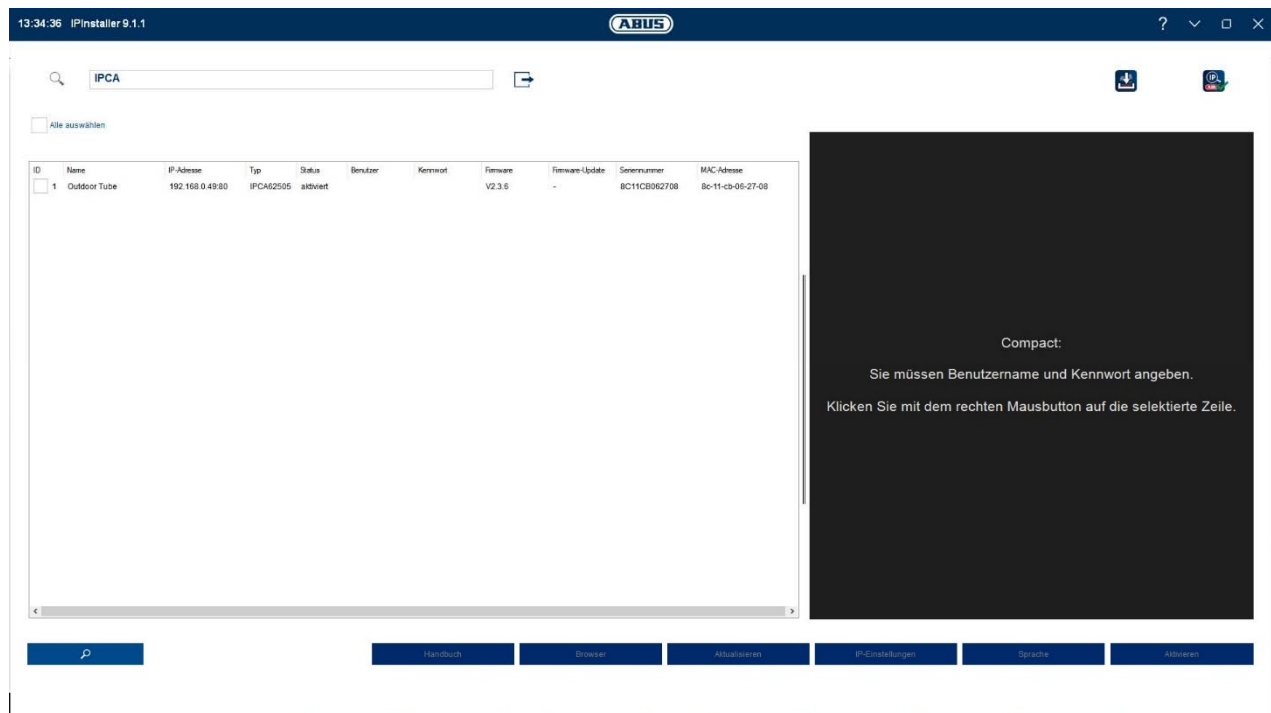 13:34:36 IPInstaller 9.1.1
ABUS
?
IPCA
IP
Alle auswählen
ID Name IP-Adresse Typ Status Benutzer Kennwort Firmware Firmware-Update Seriennummer MAC-Adresse
1 Outdoor Tube 192.168.0.49:80 IPCA62505 aktiviert V2.3.6 - 8C11CB062708 8c-11-cb-06-27-08
Compact:
Sie müssen Benutzername und Kennwort angeben.
Klicken Sie mit dem rechten Mausbutton auf die selektierte Zeile.
Handbuch Browser Aktualisieren IP-Einstellungen Sprache Aktivieren